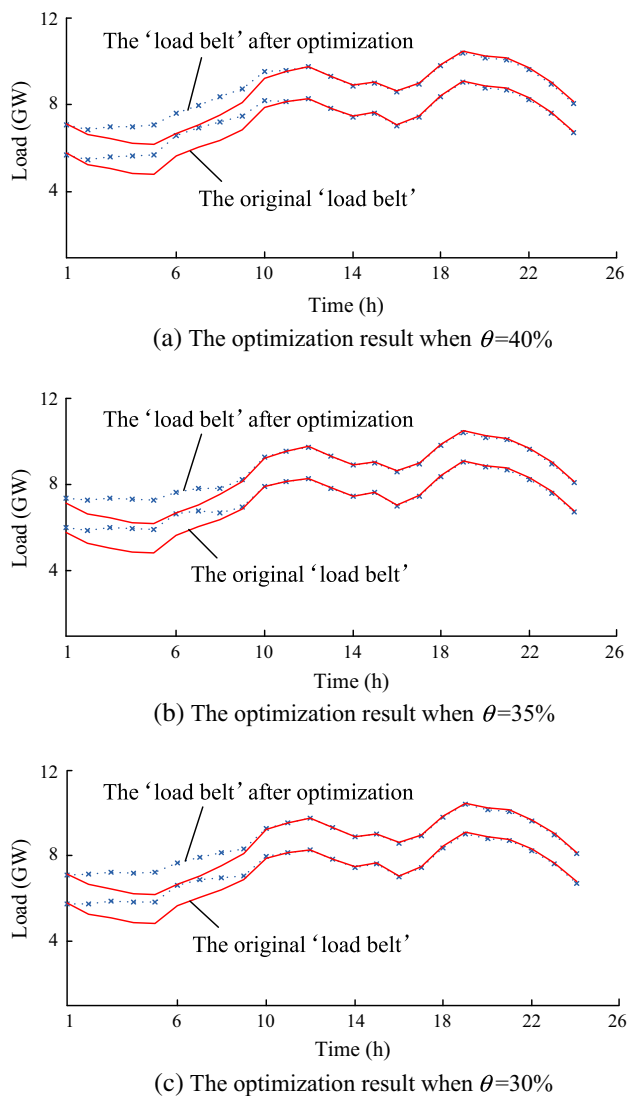 12
The ‘load belt’ after optimization
8
Load (GW)
4
The original ‘load belt’
1 6 10 14 18 22 26
Time (h)
(a) The optimization result when θ=40%
12
The ‘load belt’ after optimization
8
Load (GW)
4
The original ‘load belt’
1 6 10 14 18 22 26
Time (h)
(b) The optimization result when θ=35%
12
The ‘load belt’ after optimization
8
Load (GW)
4
The original ‘load belt’
1 6 10 14 18 22 26
Time (h)
(c) The optimization result when θ=30%